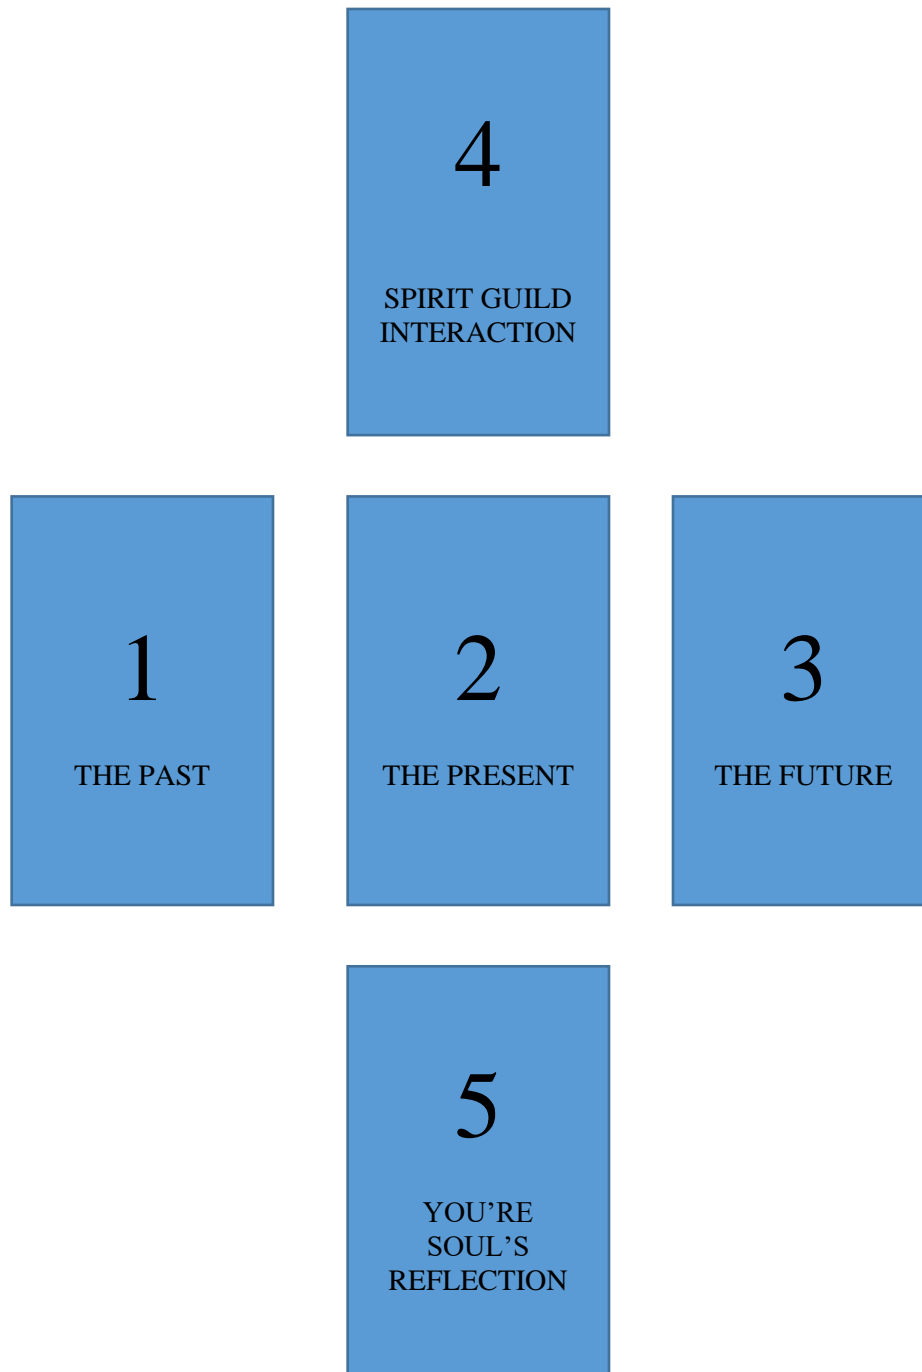 4
SPIRIT GUILD
INTERACTION
1
THE PAST
2
THE PRESENT
3
THE FUTURE
5
YOU’RE
SOUL’S
REFLECTION